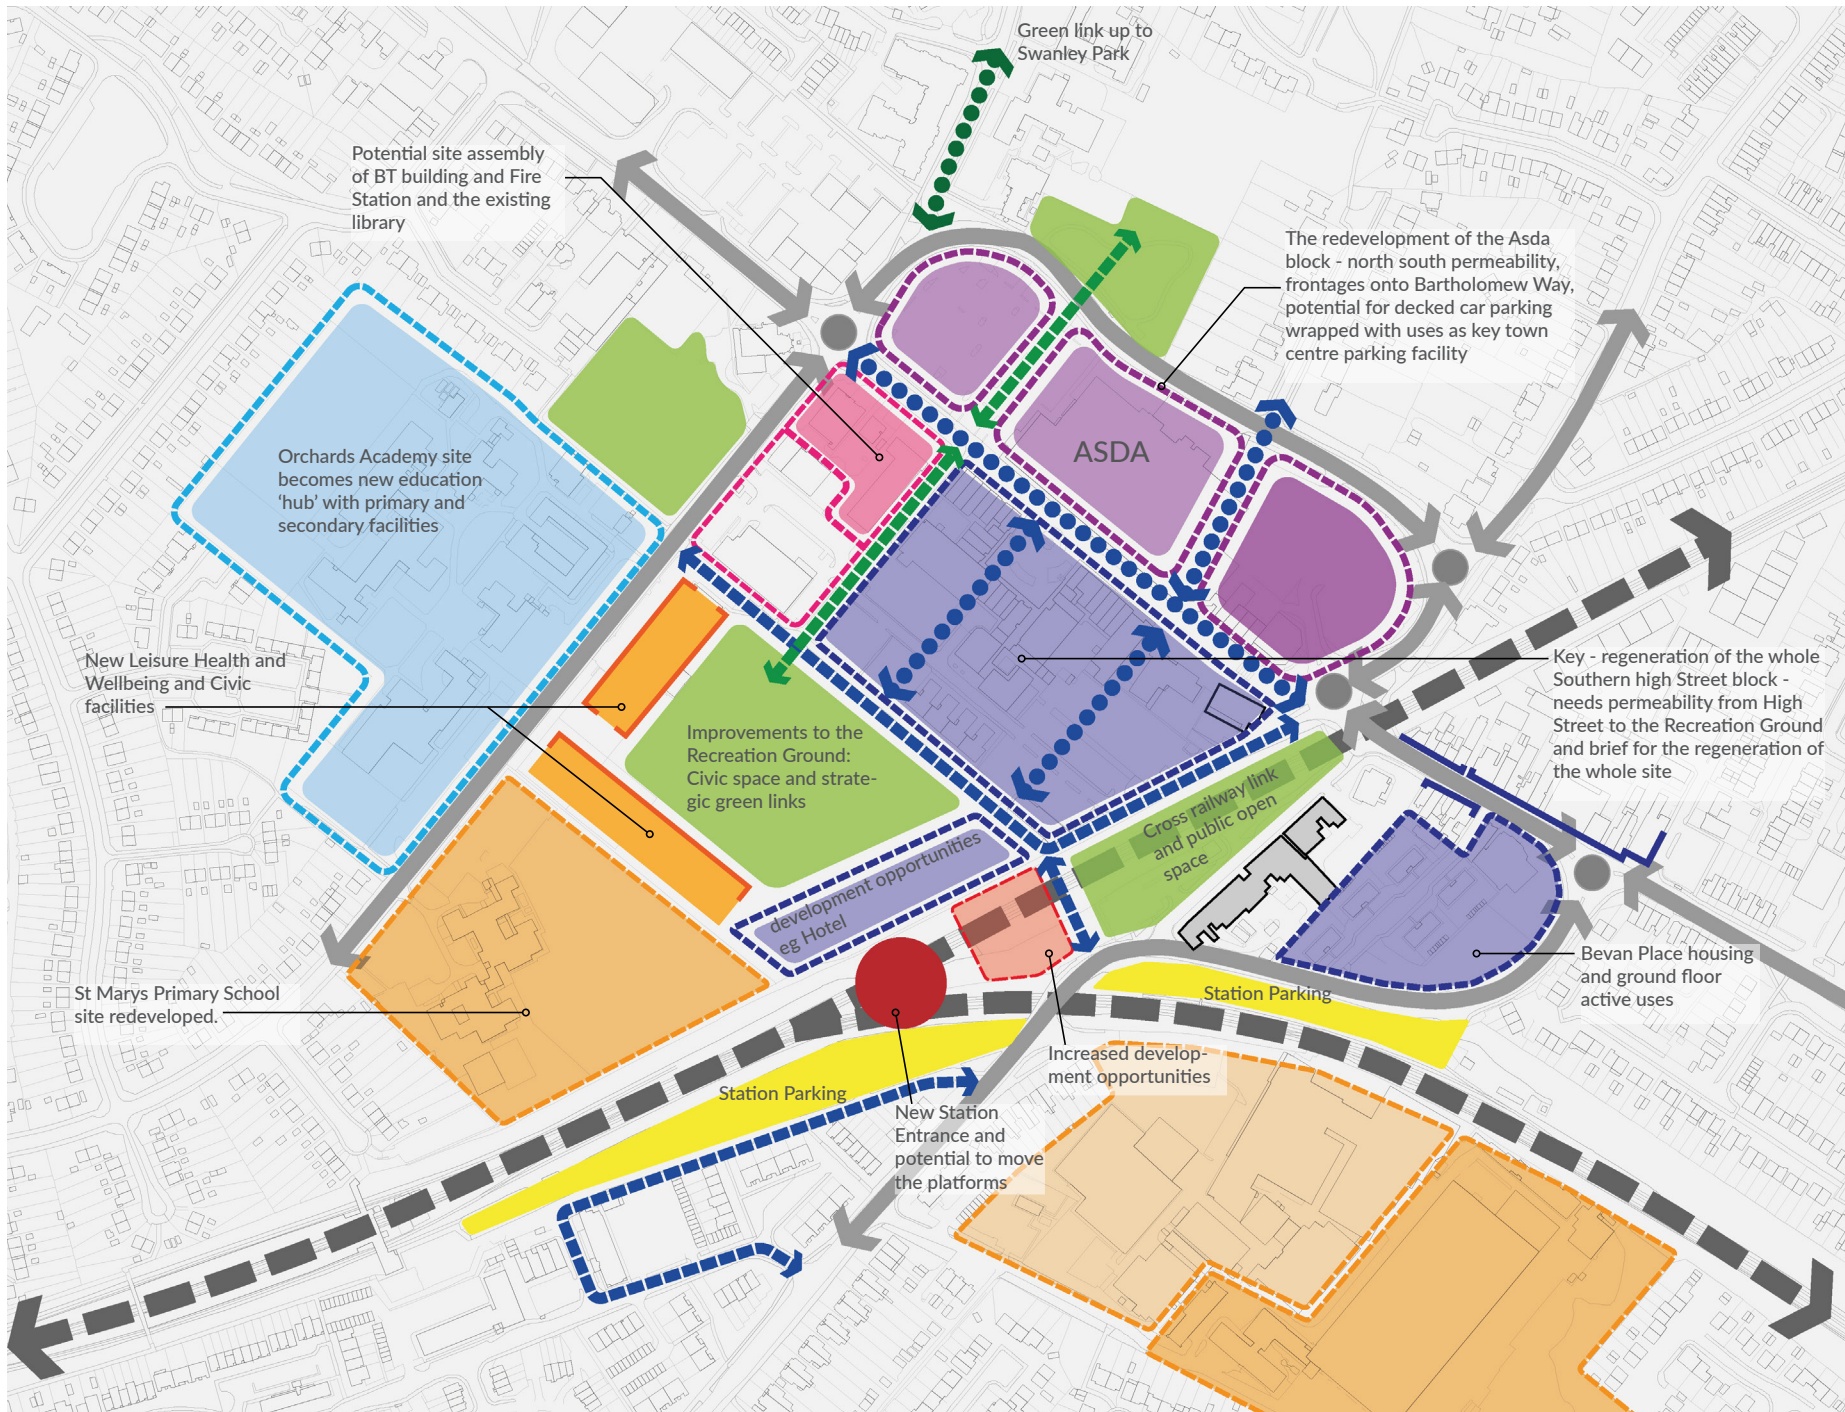 Green link up to
Swanley Park
Potential site assembly
of BT building and Fire
Station and the existing
library
The redevelopment of the Asda
block - north south permeability,
frontages onto Bartholomew Way,
potential for decked car parking
wrapped with uses as key town
centre parking facility
ASDA
Orchards Academy site
becomes new education
‘hub’ with primary and
secondary facilities
New Leisure Health and
Wellbeing and Civic
facilities
Key - regeneration of the whole
Southern high Street block -
needs permeability from High
Street to the Recreation Ground
and brief for the regeneration of
the whole site
Improvements to the
Recreation Ground:
Civic space and strate-
gic green links
Cross railway link
and public open
space
development opportunities
eg Hotel
Bevan Place housing
and ground floor
active uses
St Marys Primary School
site redeveloped.
Station Parking
Increased develop-
ment opportunities
Station Parking
New Station
Entrance and
potential to move
the platforms